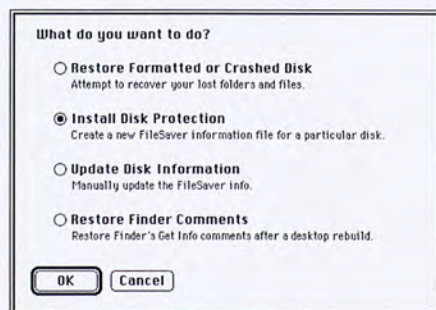 What do you want to do?
Restore Formatted or Crashed Disk
Attempt to recover your lost folders and files.
Install Disk Protection
Create a new FileSaver information file for a particular disk.
Update Disk Information
Manually update the FileSaver info.
Restore Finder Comments
Restore Finder's Get Info comments after a desktop rebuild.
OK
Cancel